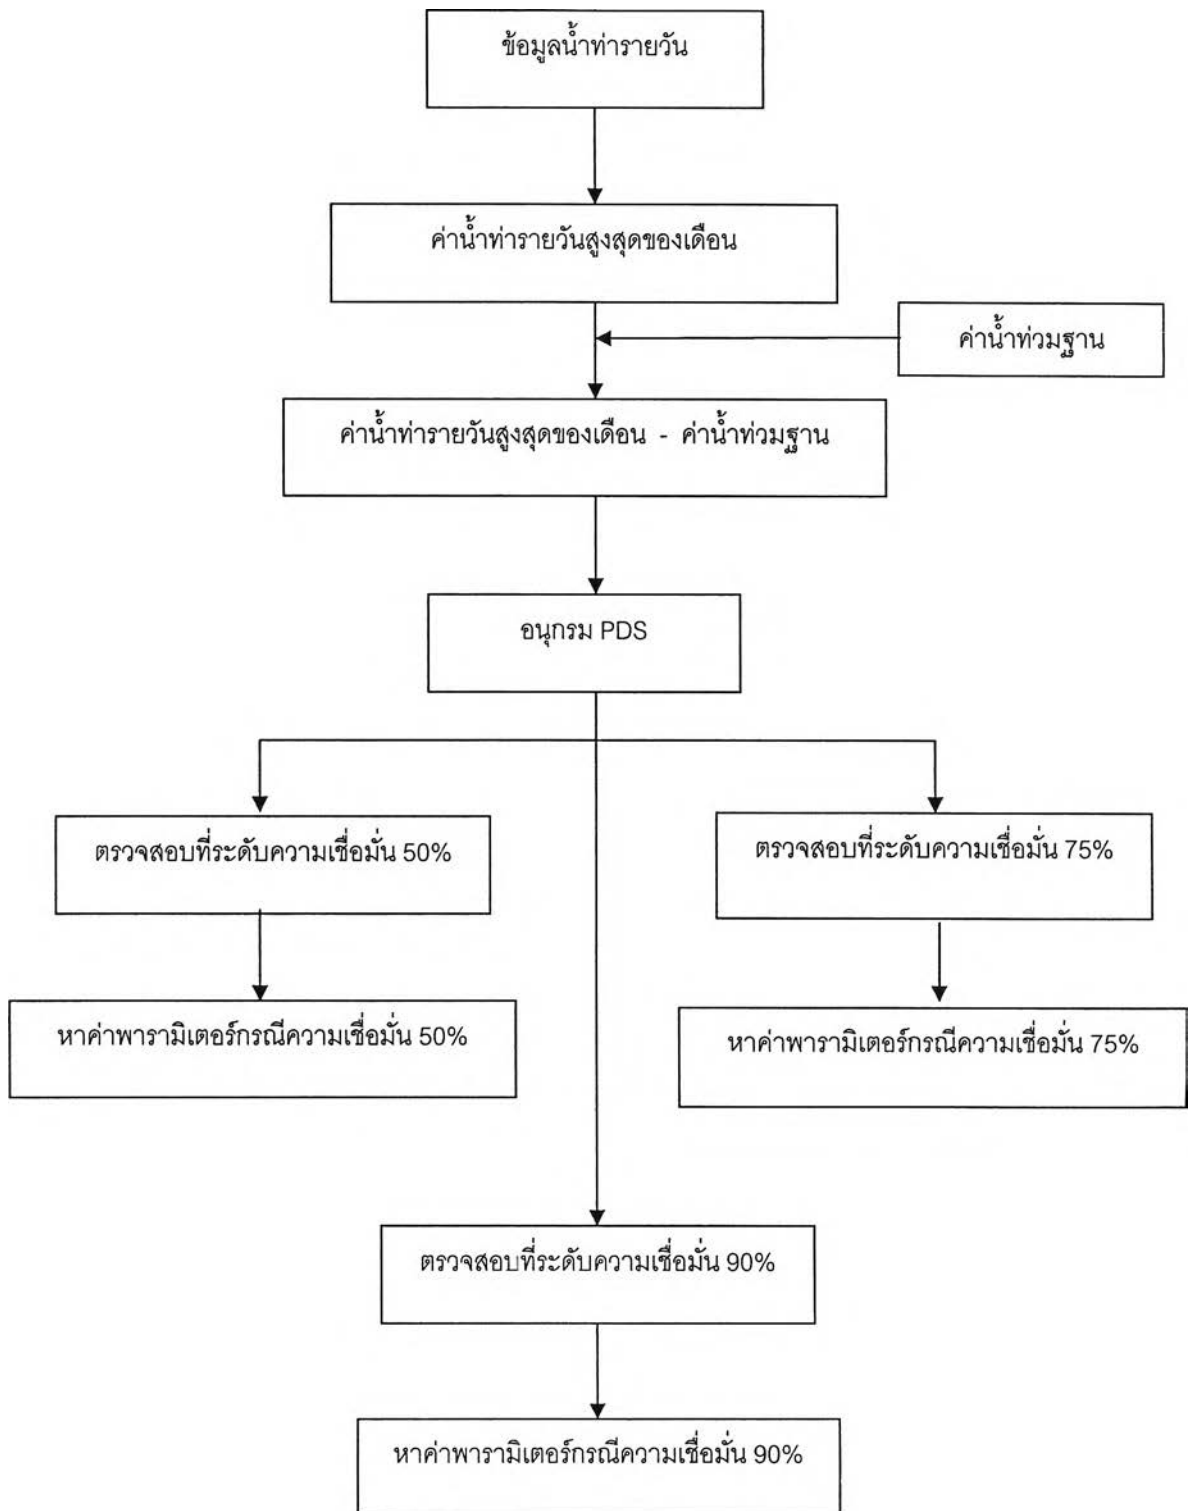 ข้อมูลน้ำท่ารายวัน
ค่าน้ำท่ารายวันสูงสุดของเดือน
ค่าน้ำท่วมฐาน
ค่าน้ำท่ารายวันสูงสุดของเดือน - ค่าน้ำท่วมฐาน
อนุกรม PDS
ตรวจสอบที่ระดับความเชื่อมั่น 50%
ตรวจสอบที่ระดับความเชื่อมั่น 75%
หาค่าพารามิเตอร์กรณีความเชื่อมั่น 50%
หาค่าพารามิเตอร์กรณีความเชื่อมั่น 75%
ตรวจสอบที่ระดับความเชื่อมั่น 90%
หาค่าพารามิเตอร์กรณีความเชื่อมั่น 90%